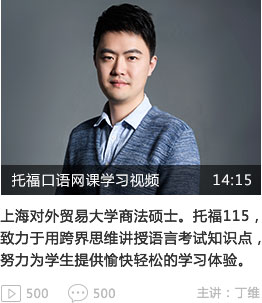 托福口语网课学习视频 14:15
上海对外贸易大学商法硕士。托福115，
致力于用跨界思维讲授语言考试知识点，
努力为学生提供愉快轻松的学习体验。
500 500 主讲：丁维